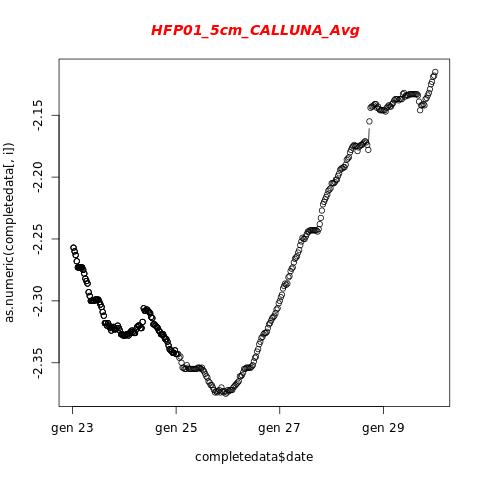 HFP01_5cm_CALLUNA_Avg
as.numeric(completedata[, i])
-2.15
-2.20
-2.25
-2.30
-2.35
gen 23
gen 25
gen 27
gen 29
completedata$date